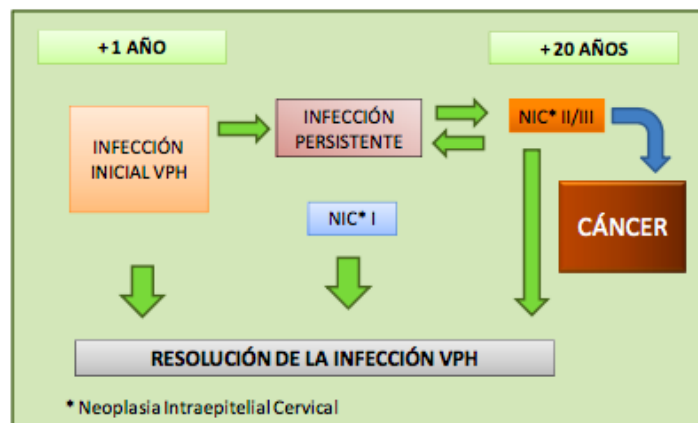 +1 AÑO
+20 AÑOS
INFECCIÓN
INICIAL VPH
INFECCIÓN
PERSISTENTE
NIC* II/III
NIC* I
CÁNCER
RESOLUCIÓN DE LA INFECCIÓN VPH
* Neoplasia Intraepitelial Cervical